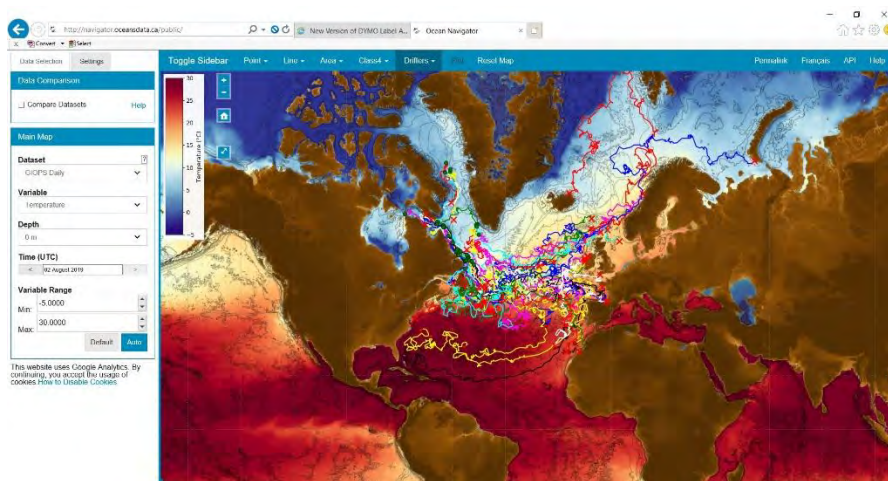 http://navigator.oceansdata.ca/public/
New Version of DYMO Label A...
Ocean Navigator
Convert
Select
Data Selection
Settings
Toggle Sidebar
Point
Line
Area
Class4
Drifters
Plot
Reset Map
Permalink
Français
API
Help
Data Comparison
Compare Datasets
Help
Main Map
Dataset
?
GIOPS Daily
Variable
Temperature
Depth
0 m
Time (UTC)
<
02 August 2019
>
Variable Range
Min:
-5.0000
Max:
30.0000
Default
Auto
This website uses Google Analytics. By
continuing, you accept the usage of
cookies.How to Disable Cookies
30
25
20
15
10
5
0
−5
Temperature (°C)
+
−